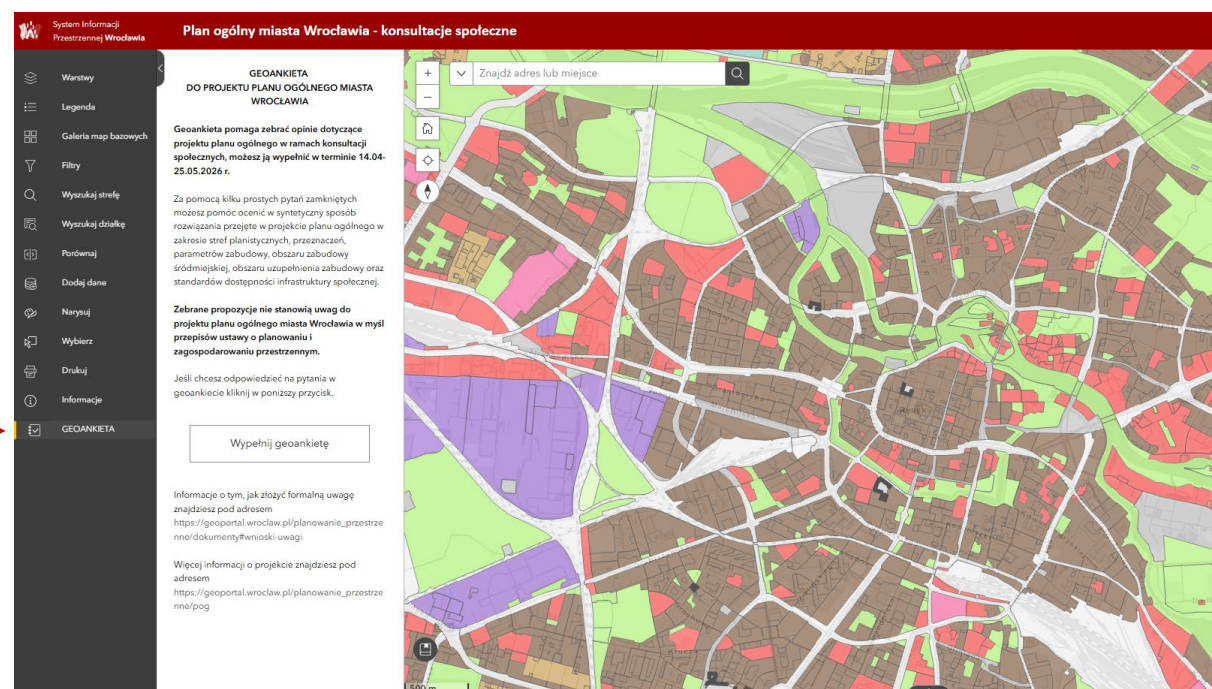 System Informacji
Przestrzennej Wrocławia
Plan ogólny miasta Wrocławia - konsultacje społeczne
Warstwy
Legenda
Galeria map bazowych
Filtry
Wyszukaj strefę
Wyszukaj działkę
Porównaj
Dodaj dane
Narysuj
Wybierz
Drukuj
Informacje
GEOANKIETA
GEOANKIETA
DO PROJEKTU PLANU OGÓLNEGO MIASTA
WROCŁAWIA
Geoankieta pomaga zebrać opinie dotyczące
projektu planu ogólnego w ramach konsultacji
społecznych, możesz ją wypełnić w terminie 14.04-
25.05.2026 r.
Za pomocą kilku prostych pytań zamkniętych
możesz pomóc ocenić w syntetyczny sposób
rozwiązania przejęte w projekcie planu ogólnego w
zakresie stref planistycznych, przeznaczeń,
parametrów zabudowy, obszaru zabudowy
śródmiejskiej, obszaru uzupełnienia zabudowy oraz
standardów dostępności infrastruktury społecznej.
Zebrane propozycje nie stanowią uwag do
projektu planu ogólnego miasta Wrocławia w myśl
przepisów ustawy o planowaniu i
zagospodarowaniu przestrzennym.
Jeśli chcesz odpowiedzieć na pytania w
geoankiecie kliknij w poniższy przycisk.
Wypełnij geoankietę
Informacje o tym, jak złożyć formalną uwagę
znajdziesz pod adresem
https://geoportal.wroclaw.pl/planowanie_przestrze
nne/dokumenty#wnioski-uwagi
Więcej informacji o projekcie znajdziesz pod
adresem
https://geoportal.wroclaw.pl/planowanie_przestrze
nne/pog
Znajdź adres lub miejsce
500 m